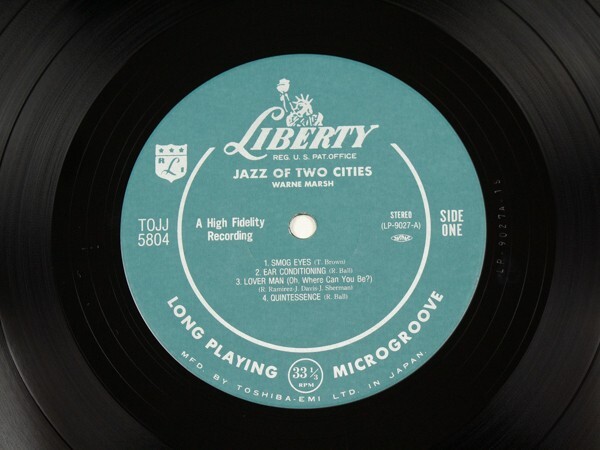 LIBERTY
REG. U. S. PAT. OFFICE
JAZZ OF TWO CITIES
WARNE MARSH
R L I
TOJJ
5804
A High Fidelity
Recording
STEREO
(LP-9027-A)
SIDE
ONE
1. SMOG EYES (T. Brown)
2. EAR CONDITIONING (R. Ball)
3. LOVER MAN (Oh, Where Can You Be?)
(R. Ramirez-J. Davis-J. Sherman)
4. QUINTESSENCE (R. Ball)
LONG PLAYING MICROGROOVE
33 1/3
RPM
MFD. BY TOSHIBA-EMI LTD. IN JAPAN.